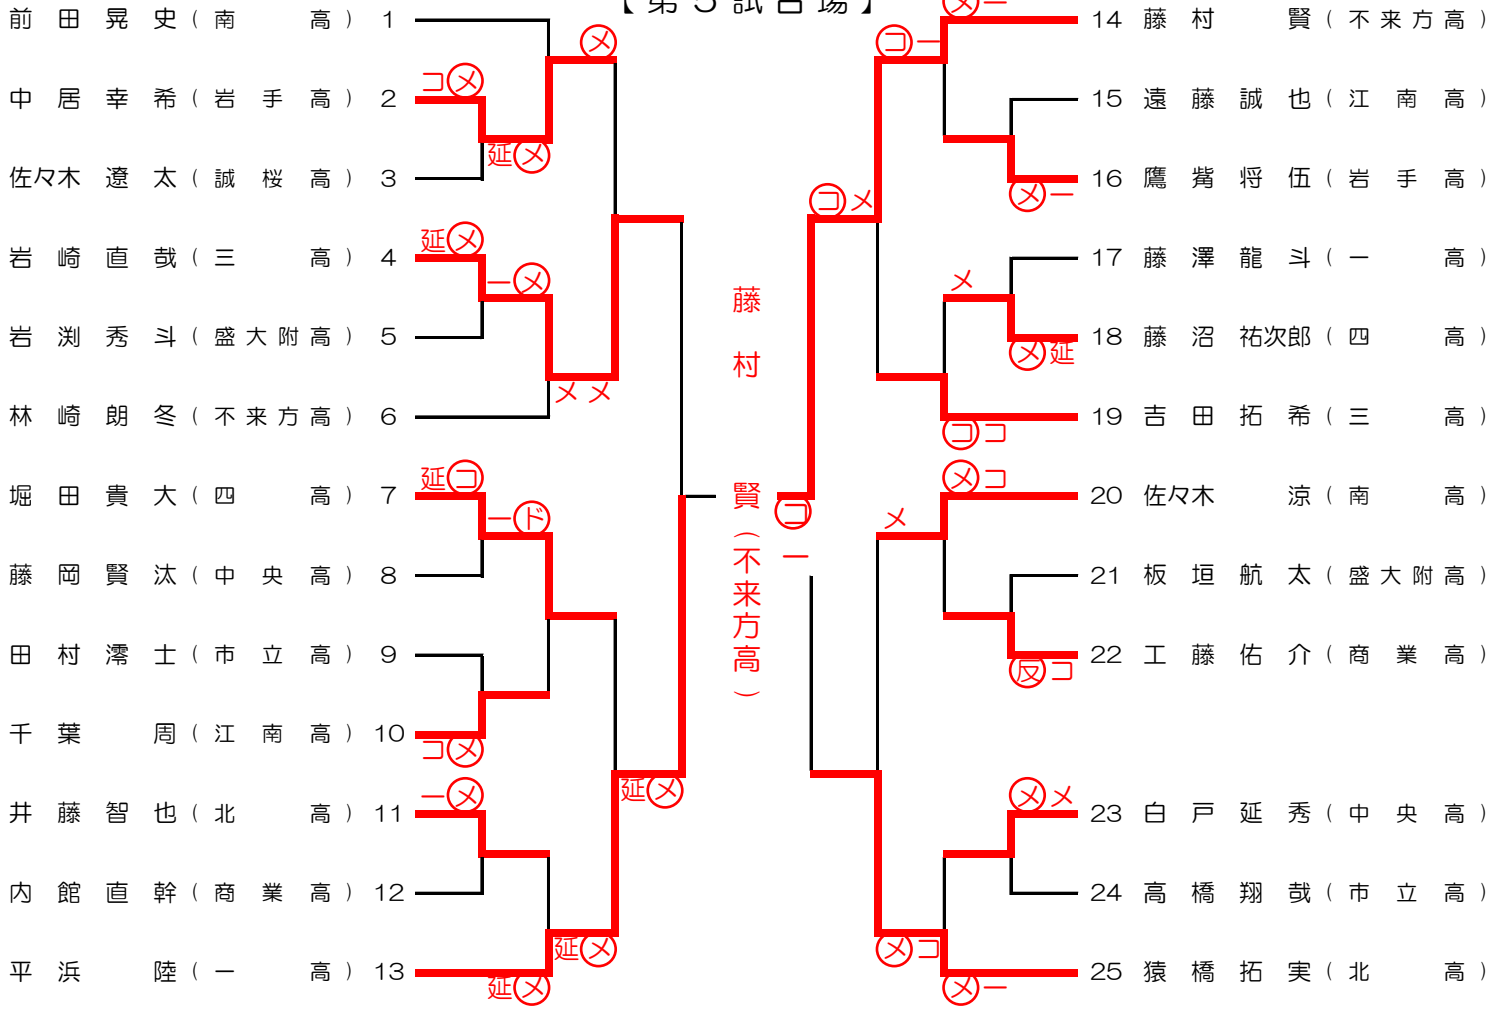 【第５試合場】
前田晃史（南高）1
中居幸希（岩手高）2
佐々木遼太（誠桜高）3
岩崎直哉（三高）4
岩渕秀斗（盛大附高）5
林崎朗冬（不来方高）6
堀田貴大（四高）7
藤岡賢汰（中央高）8
田村澪士（市立高）9
千葉周（江南高）10
井藤智也（北高）11
内館直幹（商業高）12
平浜陸（一高）13
コメ
延メ
一メ
延コ
一ド
コメ
一メ
メ
延メ
メメ
延メ
延メ
延メ
藤村賢（不来方高）
コ一
コメ
コ一
メ一
メ一
メ
メ延
ココ
メコ
メ
反コ
メメ
メコ
メ一
14 藤村賢（不来方高）
15 遠藤誠也（江南高）
16 鷹觜将伍（岩手高）
17 藤澤龍斗（一高）
18 藤沼祐次郎（四高）
19 吉田拓希（三高）
20 佐々木涼（南高）
21 板垣航太（盛大附高）
22 工藤佑介（商業高）
23 白戸延秀（中央高）
24 高橋翔哉（市立高）
25 猿橋拓実（北高）